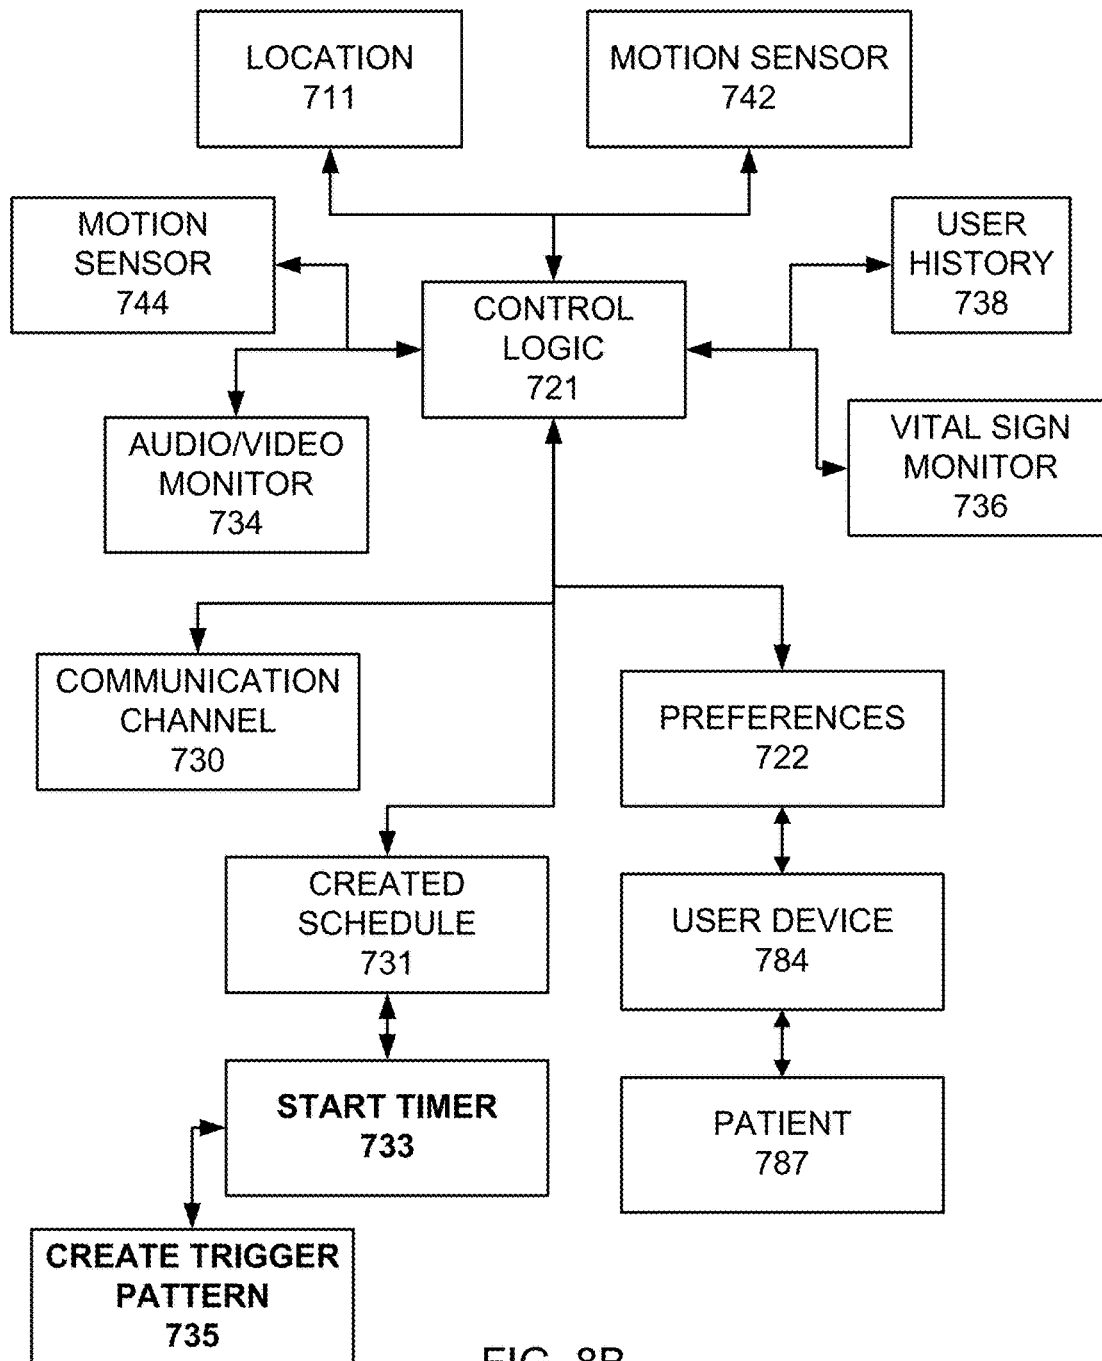 LOCATION
711
MOTION SENSOR
742
MOTION
SENSOR
744
USER
HISTORY
738
CONTROL
LOGIC
721
AUDIO/VIDEO
MONITOR
734
VITAL SIGN
MONITOR
736
COMMUNICATION
CHANNEL
730
PREFERENCES
722
CREATED
SCHEDULE
731
USER DEVICE
784
START TIMER
733
PATIENT
787
CREATE TRIGGER
PATTERN
735
FIG. 8B